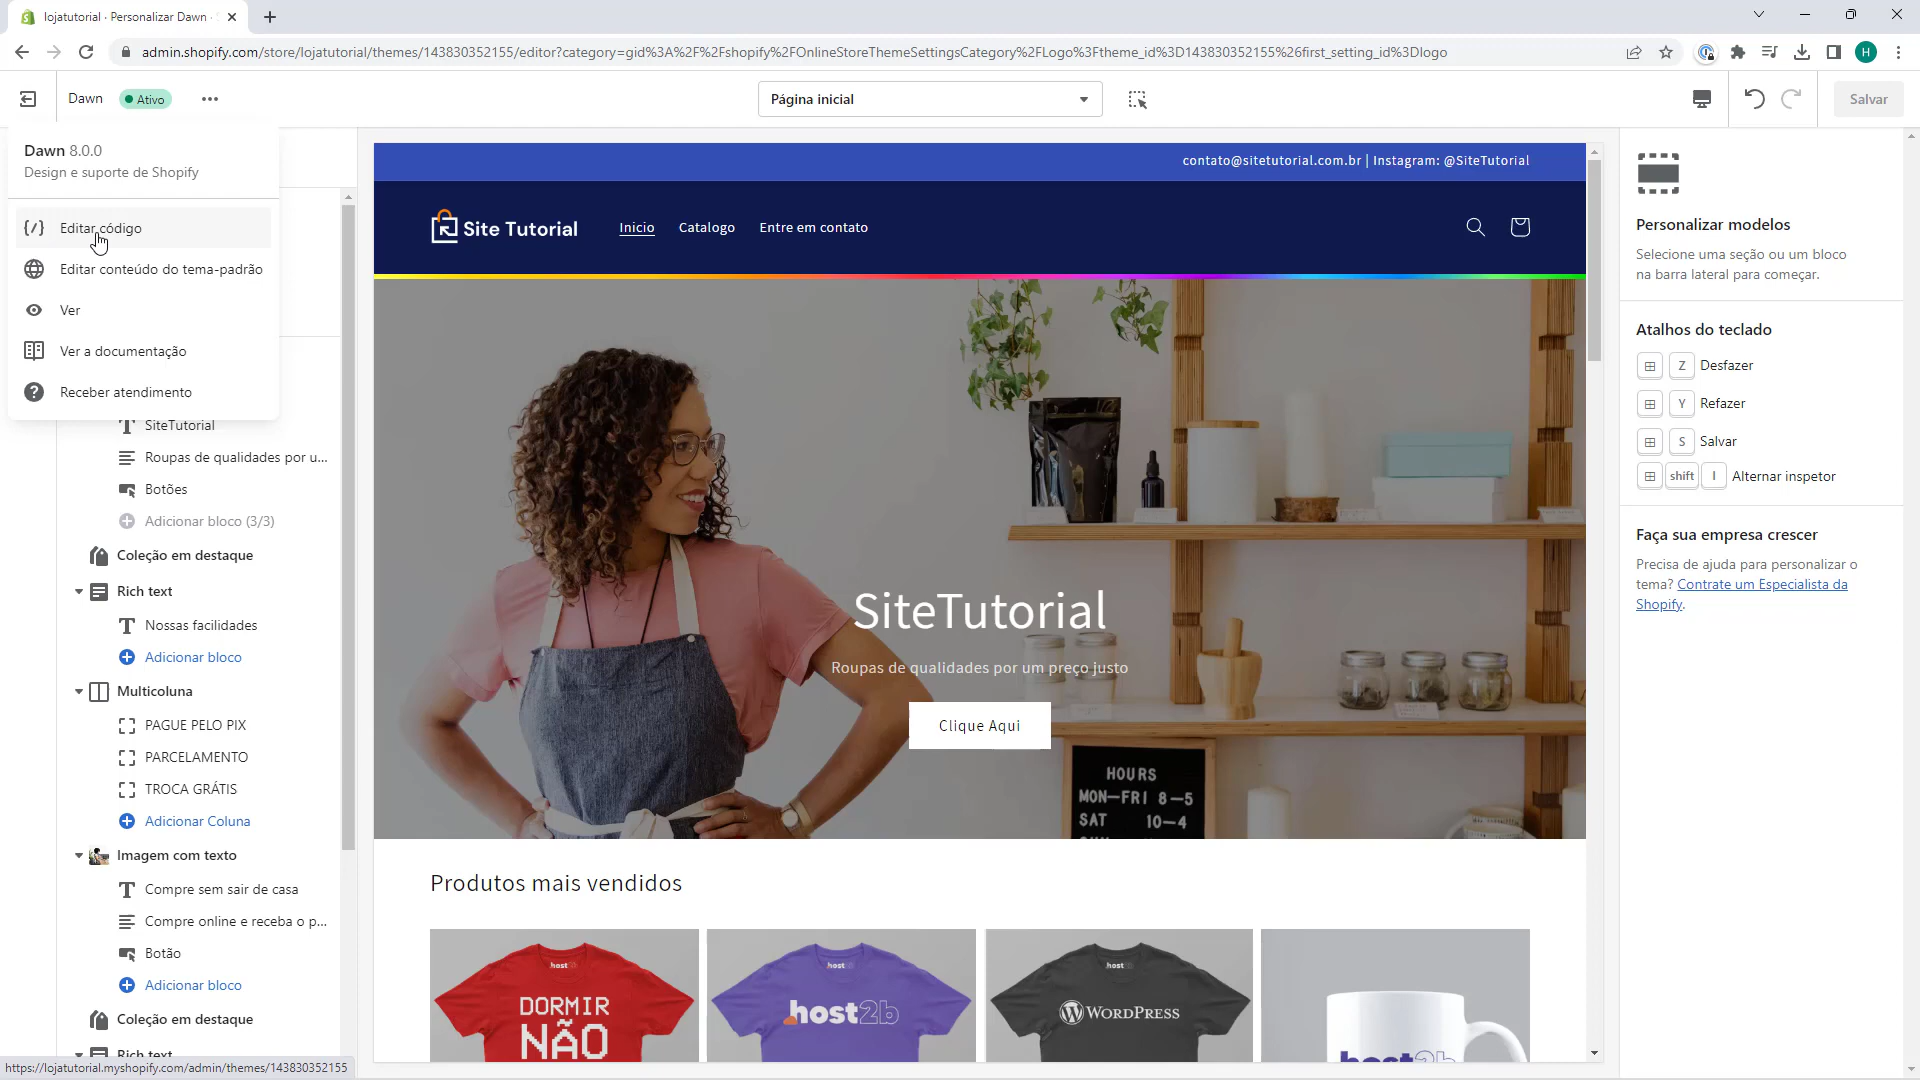 lojatutorial · Personalizar Dawn ·
admin.shopify.com/store/lojatutorial/themes/143830352155/editor?category=gid%3A%2F%2Fshopify%2FOnlineStoreThemeSettingsCategory%2FLogo%3Ftheme_id%3D143830352155%26first_setting_id%3Dlogo
H
Dawn
Ativo
Página inicial
Salvar
Dawn 8.0.0
Design e suporte de Shopify
Editar código
Editar conteúdo do tema-padrão
Ver
Ver a documentação
Receber atendimento
SiteTutorial
Roupas de qualidades por u...
Botões
Adicionar bloco (3/3)
Coleção em destaque
Rich text
Nossas facilidades
Adicionar bloco
Multicoluna
PAGUE PELO PIX
PARCELAMENTO
TROCA GRÁTIS
Adicionar Coluna
Imagem com texto
Compre sem sair de casa
Compre online e receba o p...
Botão
Adicionar bloco
Coleção em destaque
Rich text
https://lojatutorial.myshopify.com/admin/themes/143830352155
contato@sitetutorial.com.br | Instagram: @SiteTutorial
Site Tutorial
Inicio
Catalogo
Entre em contato
SiteTutorial
Roupas de qualidades por um preço justo
Clique Aqui
HOURS
MON-FRI 8-5
SAT 10-4
Produtos mais vendidos
host
DORMIR
NÃO
host2b
host
WORDPRESS
host2b
Personalizar modelos
Selecione uma seção ou um bloco
na barra lateral para começar.
Atalhos do teclado
Z Desfazer
Y Refazer
S Salvar
shift I Alternar inspetor
Faça sua empresa crescer
Precisa de ajuda para personalizar o
tema? Contrate um Especialista da
Shopify.